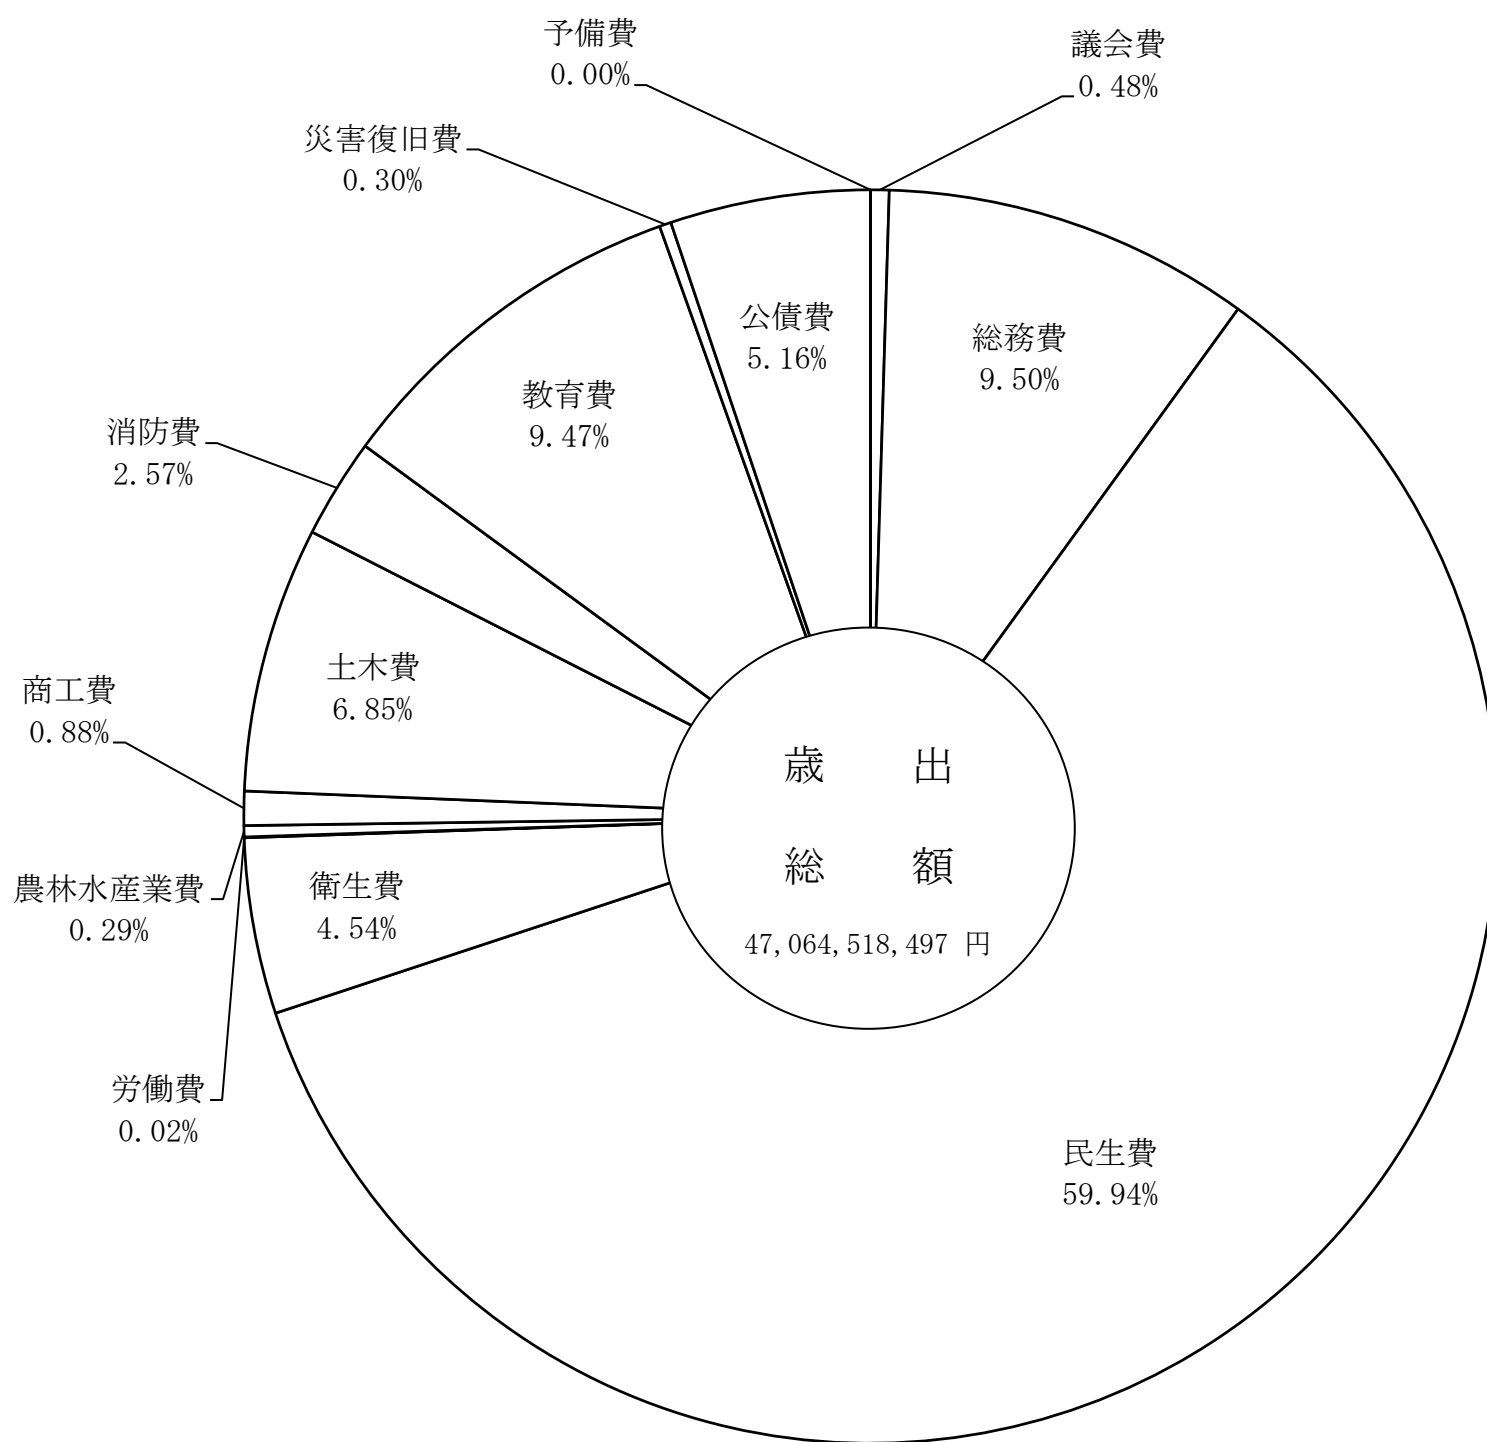 予備費
0.00%
議会費
0.48%
災害復旧費
0.30%
公債費
5.16%
総務費
9.50%
教育費
9.47%
消防費
2.57%
土木費
6.85%
商工費
0.88%
歳 出
総 額
47,064,518,497 円
農林水産業費
0.29%
衛生費
4.54%
労働費
0.02%
民生費
59.94%